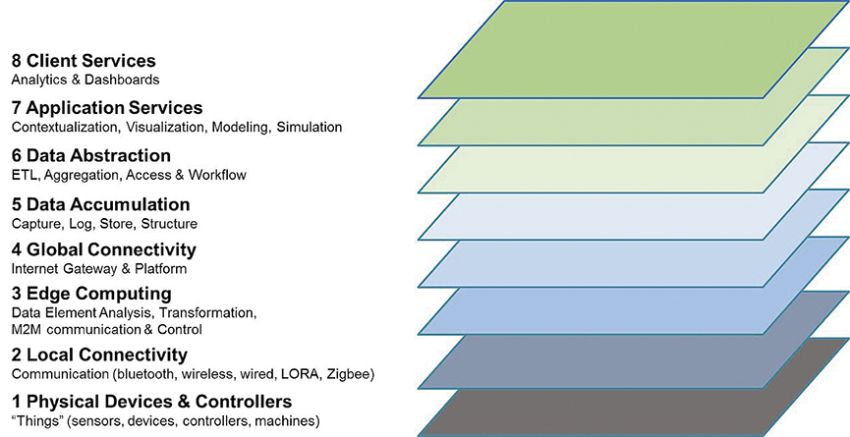 8 Client Services
Analytics & Dashboards
7 Application Services
Contextualization, Visualization, Modeling, Simulation
6 Data Abstraction
ETL, Aggregation, Access & Workflow
5 Data Accumulation
Capture, Log, Store, Structure
4 Global Connectivity
Internet Gateway & Platform
3 Edge Computing
Data Element Analysis, Transformation,
M2M communication & Control
2 Local Connectivity
Communication (bluetooth, wireless, wired, LORA, Zigbee)
1 Physical Devices & Controllers
“Things” (sensors, devices, controllers, machines)